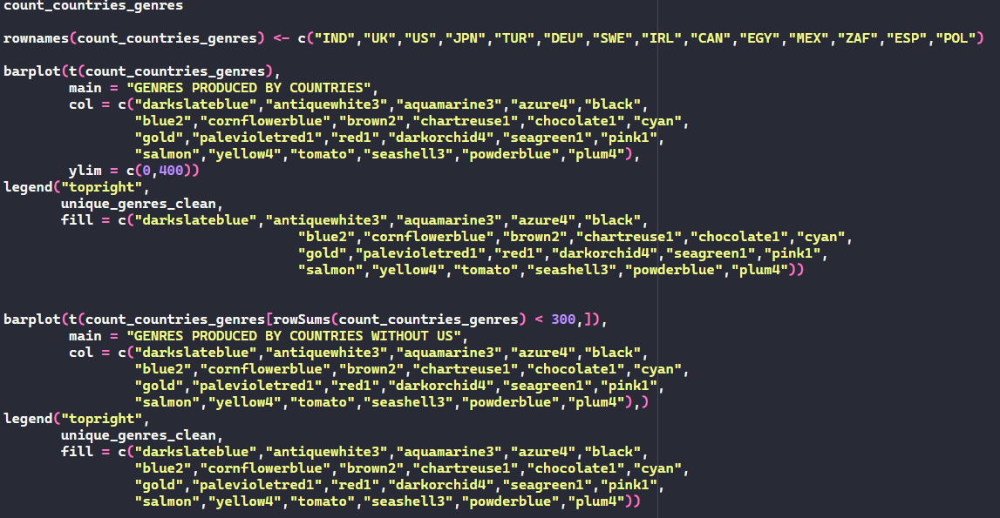 count_countries_genres
rownames(count_countries_genres) <- c("IND","UK","US","JPN","TUR","DEU","SWE","IRL","CAN","EGY","MEX","ZAF","ESP","POL")
barplot(t(count_countries_genres),
main = "GENRES PRODUCED BY COUNTRIES",
col = c("darkslateblue","antiquewhite3","aquamarine3","azure4","black",
"blue2","cornflowerblue","brown2","chartreuse1","chocolate1","cyan",
"gold","palevioletred1","red1","darkorchid4","seagreen1","pink1",
"salmon","yellow4","tomato","seashell3","powderblue","plum4"),
ylim = c(0,400))
legend("topright",
unique_genres_clean,
fill = c("darkslateblue","antiquewhite3","aquamarine3","azure4","black",
"blue2","cornflowerblue","brown2","chartreuse1","chocolate1","cyan",
"gold","palevioletred1","red1","darkorchid4","seagreen1","pink1",
"salmon","yellow4","tomato","seashell3","powderblue","plum4"))
barplot(t(count_countries_genres[rowSums(count_countries_genres) < 300,]),
main = "GENRES PRODUCED BY COUNTRIES WITHOUT US",
col = c("darkslateblue","antiquewhite3","aquamarine3","azure4","black",
"blue2","cornflowerblue","brown2","chartreuse1","chocolate1","cyan",
"gold","palevioletred1","red1","darkorchid4","seagreen1","pink1",
"salmon","yellow4","tomato","seashell3","powderblue","plum4"),)
legend("topright",
unique_genres_clean,
fill = c("darkslateblue","antiquewhite3","aquamarine3","azure4","black",
"blue2","cornflowerblue","brown2","chartreuse1","chocolate1","cyan",
"gold","palevioletred1","red1","darkorchid4","seagreen1","pink1",
"salmon","yellow4","tomato","seashell3","powderblue","plum4"))